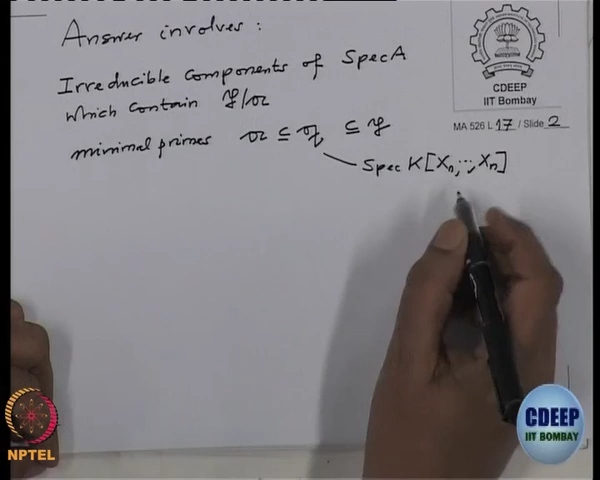 Answer involves:
Irreducible components of Spec A
which contain 𝔜/𝔞
minimal primes 𝔞 ⊆ 𝔮 ⊆ 𝔜
Spec K[X₁, ..., Xₙ]
CDEEP
IIT Bombay
MA 526 L 17 / Slide 2
NPTEL
CDEEP
IIT BOMBAY